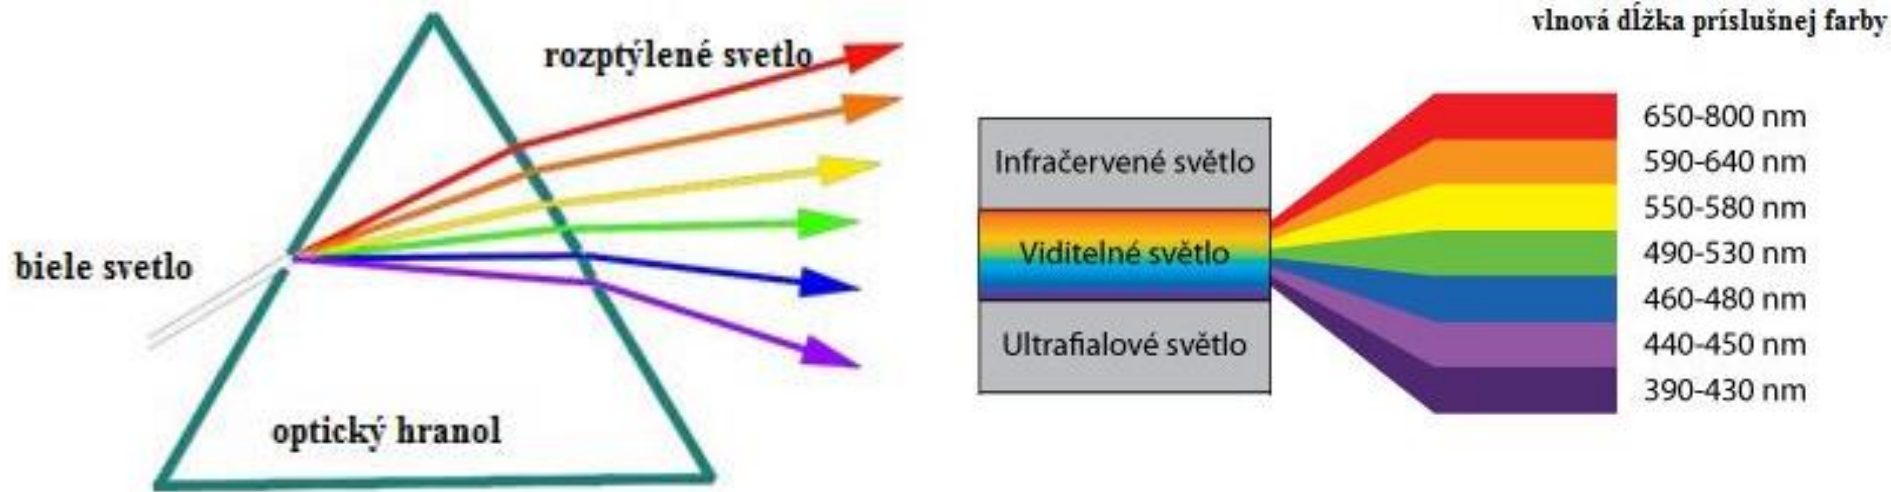 rozptýlené svetlo
biele svetlo
optický hranol
vlnová dĺžka príslušnej farby
Infračervené světlo
Viditelné světlo
Ultrafialové světlo
650-800 nm
590-640 nm
550-580 nm
490-530 nm
460-480 nm
440-450 nm
390-430 nm